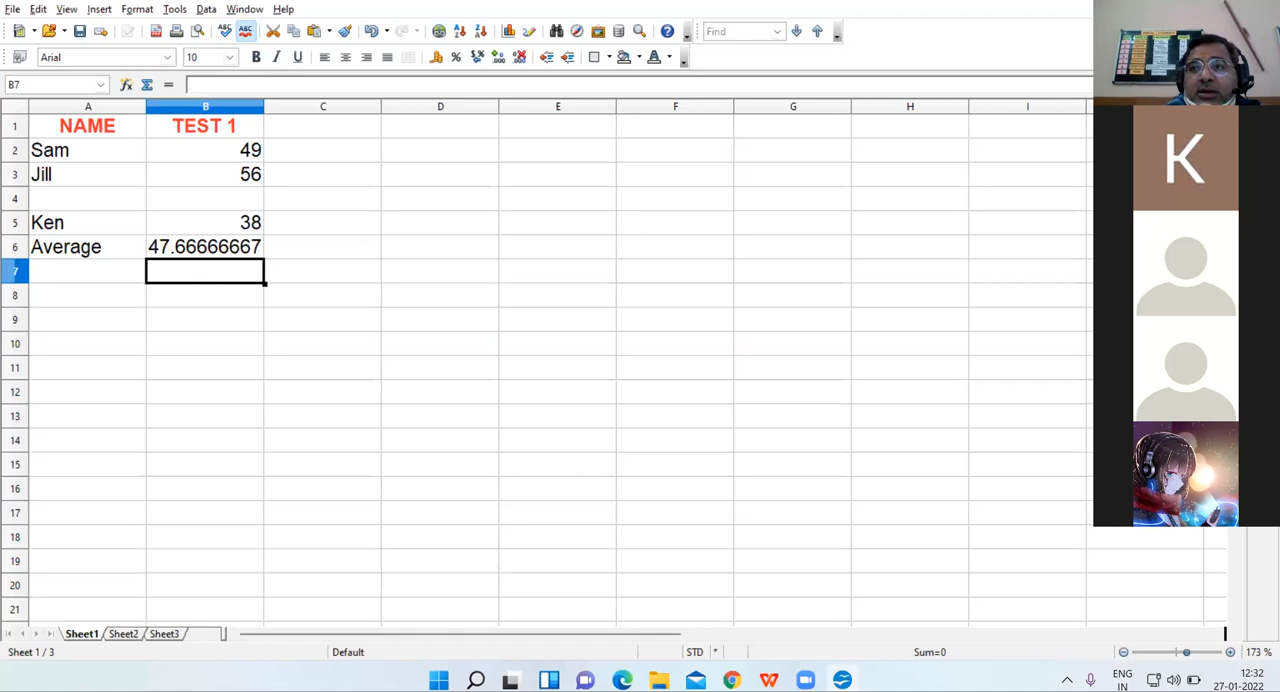 File Edit View Insert Format Tools Data Window Help
Find
Arial 10
B7
A B C D E F G H I
1 NAME TEST 1
2 Sam 49
3 Jill 56
4
5 Ken 38
6 Average 47.66666667
7
8
9
10
11
12
13
14
15
16
17
18
19
20
21
K
Sheet1 Sheet2 Sheet3
Sheet 1 / 3 Default STD * Sum=0 173 %
ENG 12:32
IN 27-01-2022